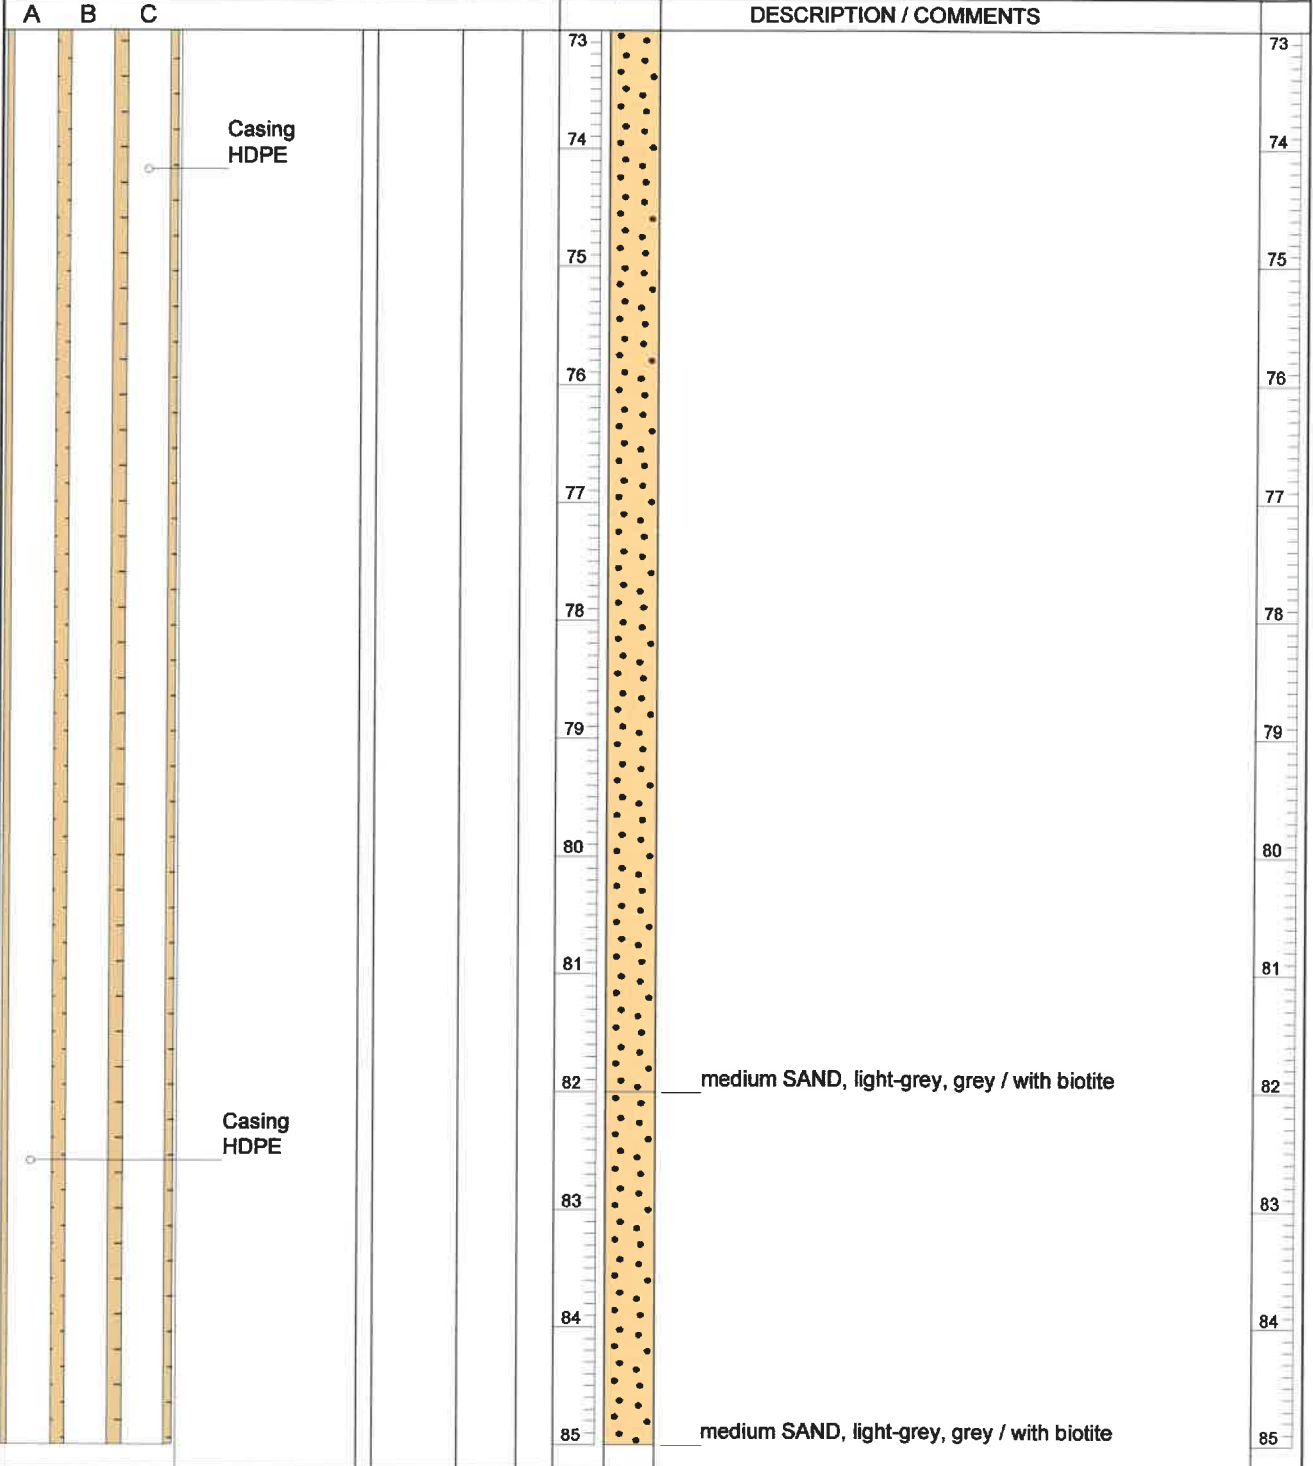 A B C DESCRIPTION / COMMENTS
73 73
Casing
HDPE
74 74
75 75
76 76
77 77
78 78
79 79
80 80
81 81
82 medium SAND, light-grey, grey / with biotite 82
Casing
HDPE
83 83
84 84
85 medium SAND, light-grey, grey / with biotite 85